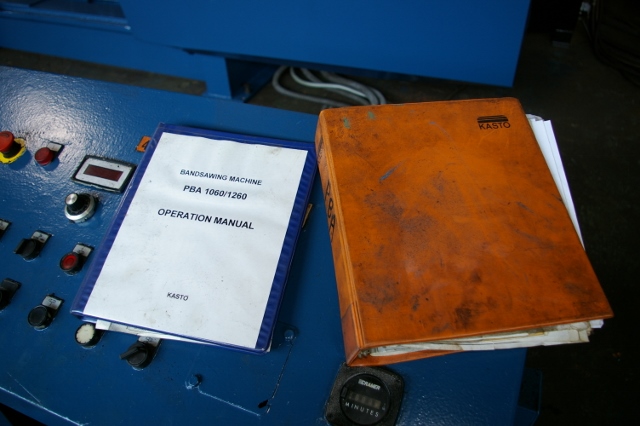 BANDSAWING MACHINE
PBA 1060/1260
OPERATION MANUAL
KASTO
KASTO
MINUTES